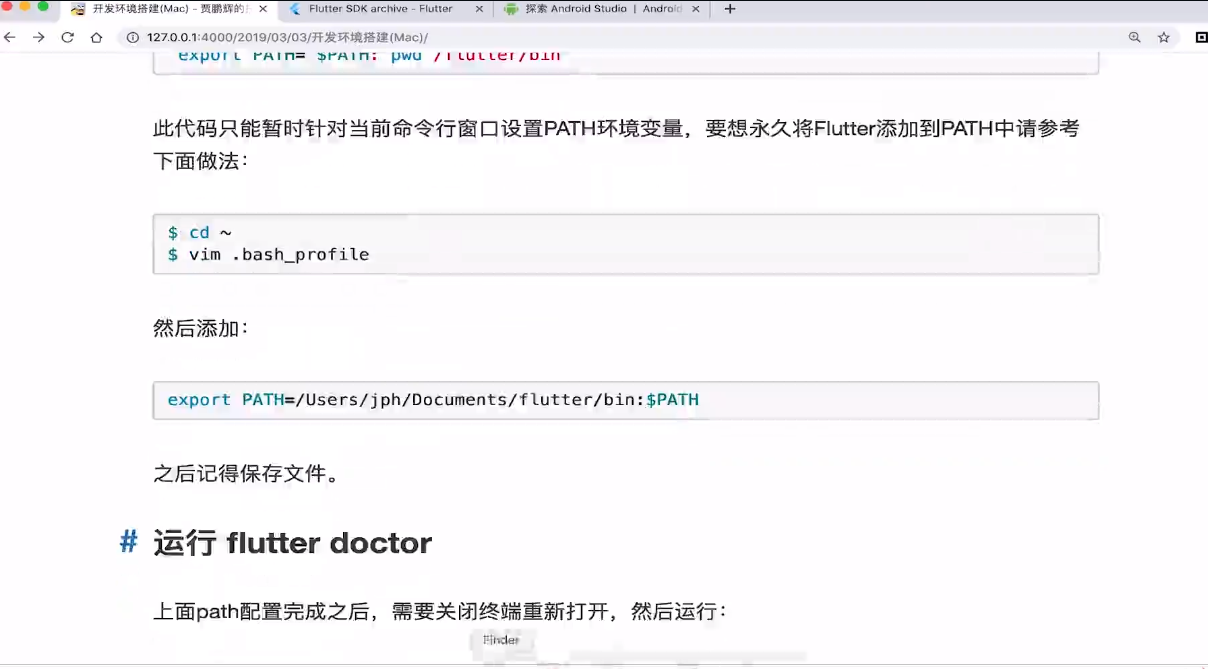 开发环境搭建(Mac) - 贾鹏辉的
Flutter SDK archive - Flutter
探索 Android Studio | Android
127.0.0.1:4000/2019/03/03/开发环境搭建(Mac)/
export PATH=`$PATH:`pwd`/flutter/bin
此代码只能暂时针对当前命令行窗口设置PATH环境变量，要想永久将Flutter添加到PATH中请参考
下面做法：
$ cd ~
$ vim .bash_profile
然后添加：
export PATH=/Users/jph/Documents/flutter/bin:$PATH
之后记得保存文件。
# 运行 flutter doctor
上面path配置完成之后，需要关闭终端重新打开，然后运行：
Finder